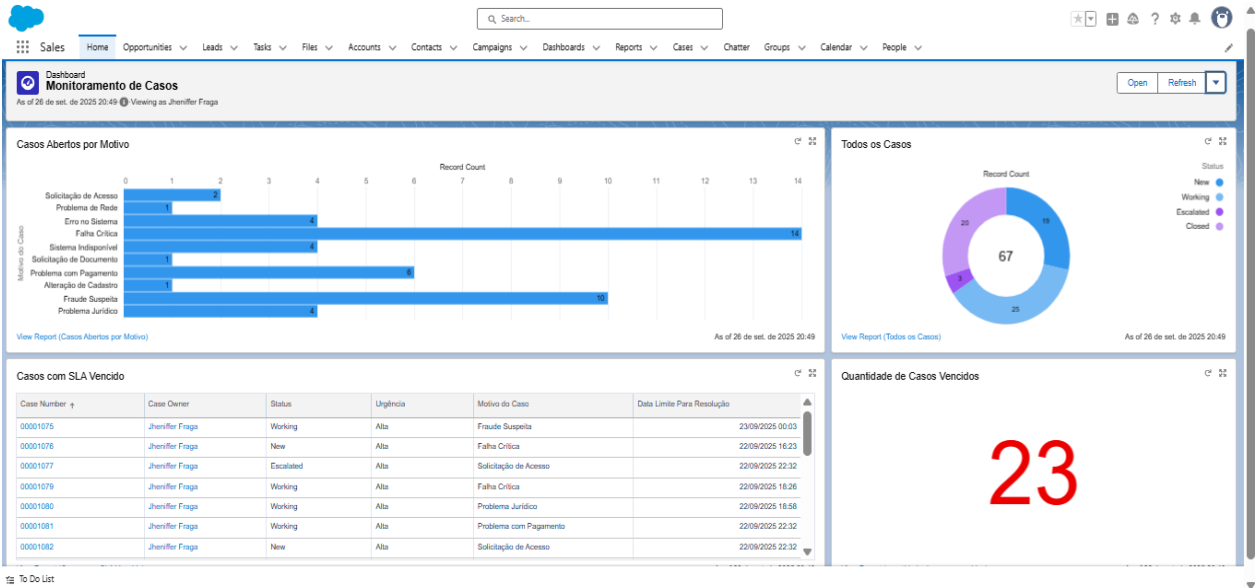 Search...
Sales Home Opportunities Leads Tasks Files Accounts Contacts Campaigns Dashboards Reports Cases Chatter Groups Calendar People
Dashboard
Monitoramento de Casos
As of 26 de set. de 2025 20:49 Viewing as Jheniffer Fraga
Open Refresh
Casos Abertos por Motivo
Record Count
0 1 2 3 4 5 6 7 8 9 10 11 12 13 14
Motivo do Caso
Solicitação de Acesso 2
Problema de Rede 1
Erro no Sistema 4
Falha Crítica 14
Sistema Indisponível 4
Solicitação de Documento 1
Problema com Pagamento 6
Alteração de Cadastro 1
Fraude Suspeita 10
Problema Jurídico 4
View Report (Casos Abertos por Motivo) As of 26 de set. de 2025 20:49
Todos os Casos
Record Count
Status
New
Working
Escalated
Closed
19
25
3
20
67
View Report (Todos os Casos) As of 26 de set. de 2025 20:49
Casos com SLA Vencido
Case Number Case Owner Status Urgência Motivo do Caso Data Limite Para Resolução
00001075 Jheniffer Fraga Working Alta Fraude Suspeita 23/09/2025 00:03
00001076 Jheniffer Fraga New Alta Falha Crítica 22/09/2025 16:23
00001077 Jheniffer Fraga Escalated Alta Solicitação de Acesso 22/09/2025 22:32
00001079 Jheniffer Fraga Working Alta Falha Crítica 22/09/2025 18:26
00001080 Jheniffer Fraga Working Alta Problema Jurídico 22/09/2025 18:58
00001081 Jheniffer Fraga Working Alta Problema com Pagamento 22/09/2025 22:32
00001082 Jheniffer Fraga New Alta Solicitação de Acesso 22/09/2025 22:32
Quantidade de Casos Vencidos
23
To Do List